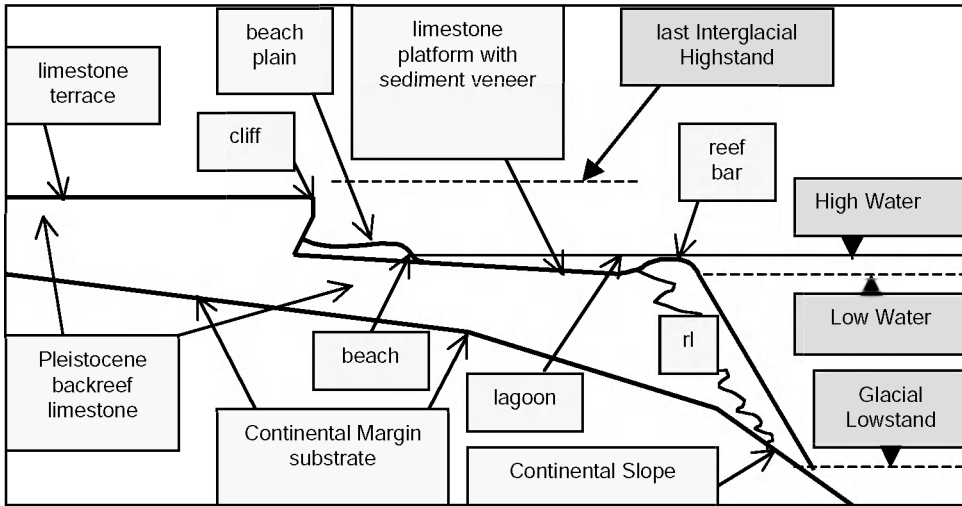 beach
plain
limestone
platform with
sediment veneer
last Interglacial
Highstand
limestone
terrace
cliff
reef
bar
High Water
Low Water
rl
Pleistocene
backreef
limestone
beach
lagoon
Glacial
Lowstand
Continental Margin
substrate
Continental Slope